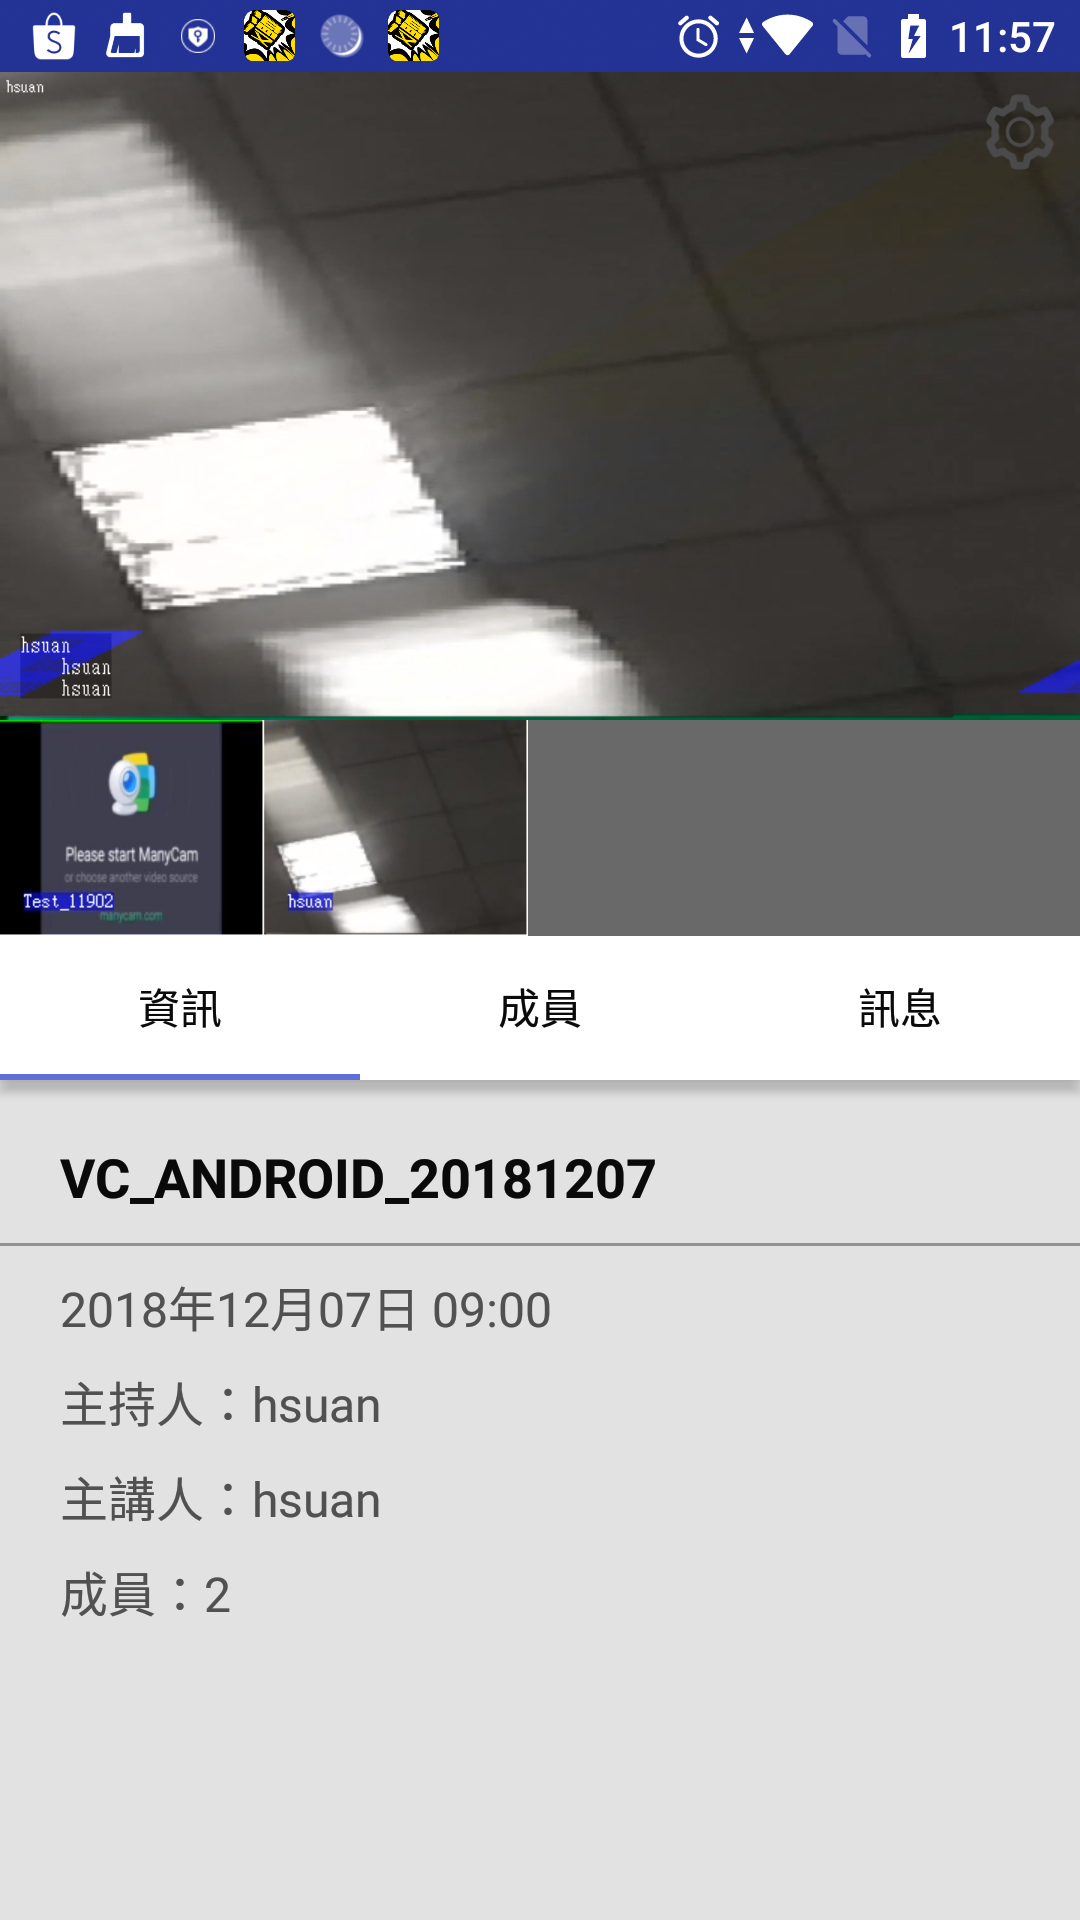 11:57
hsuan
hsuan
hsuan
hsuan
Please start ManyCam
or choose another video source
Test_11902
manycam.com
hsuan
資訊
成員
訊息
VC_ANDROID_20181207
2018年12月07日 09:00
主持人：hsuan
主講人：hsuan
成員：2